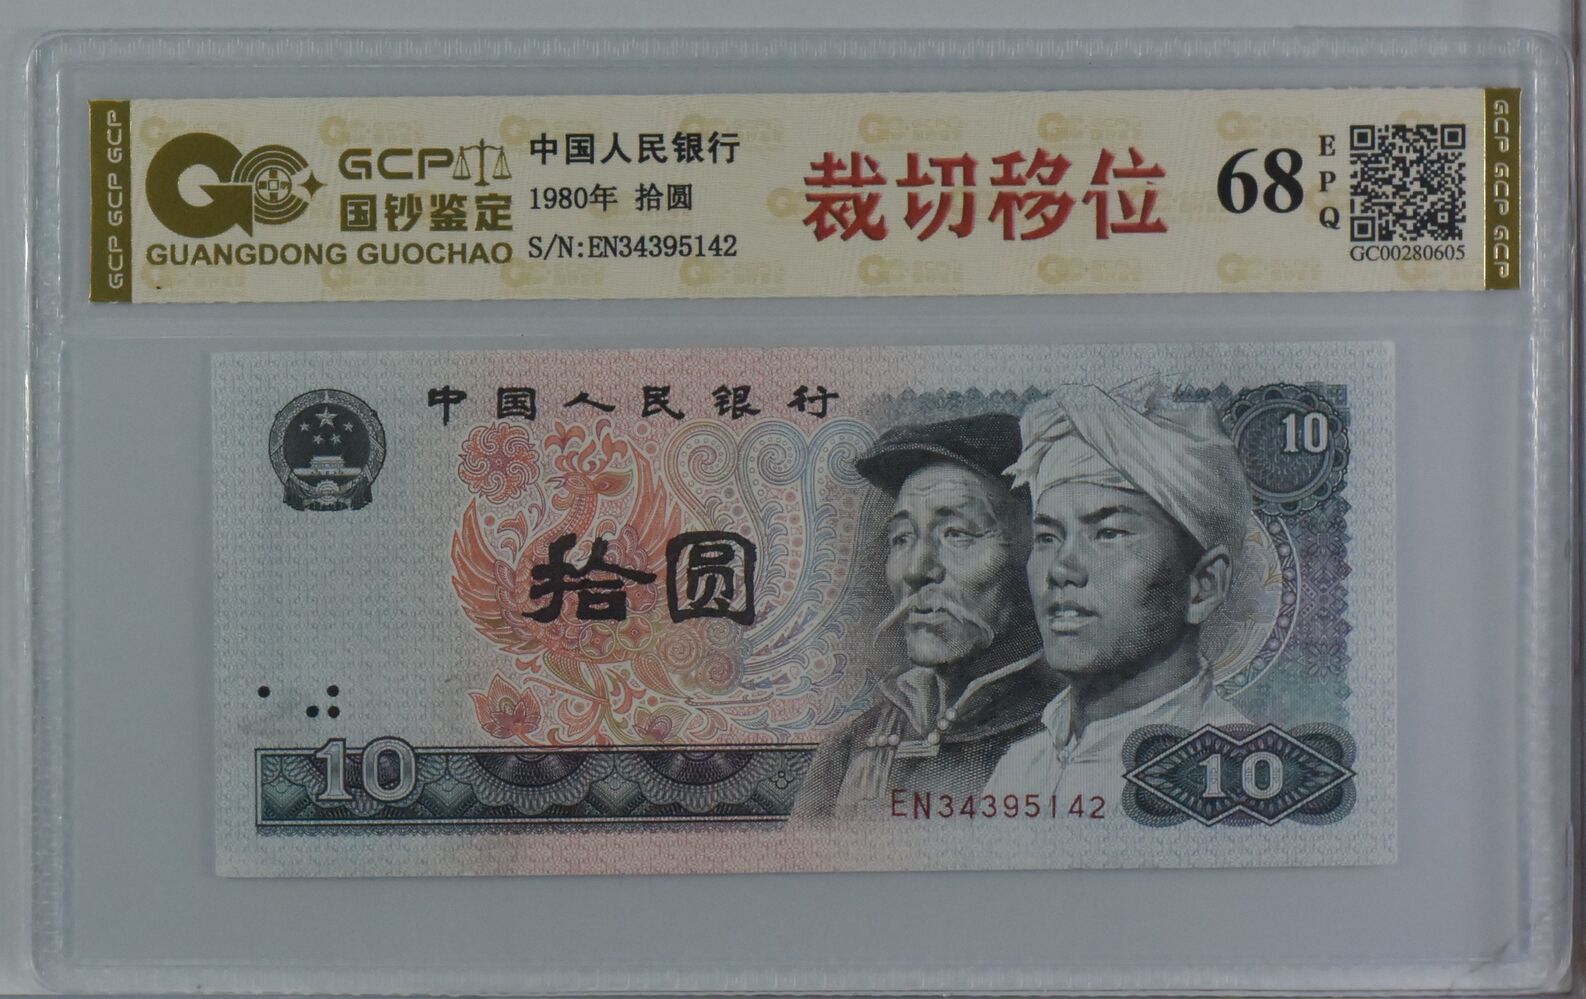 GCP GCP GCP
GCP
国钞鉴定
GUANGDONG GUOCHAO
中国人民银行
1980年 拾圆
S/N:EN34395142
裁切移位
68
EPQ
GC00280605
GCP GCP GCP
中国人民银行
10
拾圆
10
EN34395142
10